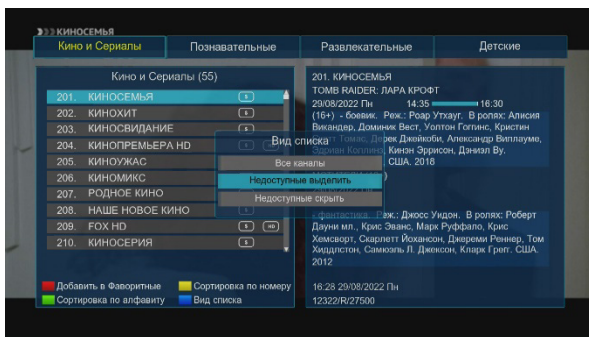 КИНОСЕМЬЯ
Кино и Сериалы Познавательные Развлекательные Детские
Кино и Сериалы (55)
201. КИНОСЕМЬЯ S
202. КИНОХИТ S
203. КИНОСВИДАНИЕ S
204. КИНОПРЕМЬЕРА HD
205. КИНОУЖАС
206. КИНОМИКС
207. РОДНОЕ КИНО
208. НАШЕ НОВОЕ КИНО
209. FOX HD S HD
210. КИНОСЕРИЯ S
Вид списка
Все каналы
Недоступные выделить
Недоступные скрыть
201. КИНОСЕМЬЯ
TOMB RAIDER: ЛАРА КРОФТ
29/08/2022 Пн 14:35 16:30
(16+) - боевик. Реж.: Роар Утхауг. В ролях: Алисия
Викандер, Доминик Вест, Уолтон Гоггинс, Кристин
Скотт Томас, Дерек Джейкоби, Александр Виллауме,
Эдриан Коллинз, Кинэн Эррисон, Дэниэл Ву.
США. 2018
- фантастика. Реж.: Джосс Уидон. В ролях: Роберт
Дауни мл., Крис Эванс, Марк Руффало, Крис
Хемсворт, Скарлетт Йохансон, Джереми Реннер, Том
Хиддлстон, Самюэль Л. Джексон, Кларк Грегг. США.
2012
16:28 29/08/2022 Пн
12322/R/27500
Добавить в Фаворитные Сортировка по номеру
Сортировка по алфавиту Вид списка